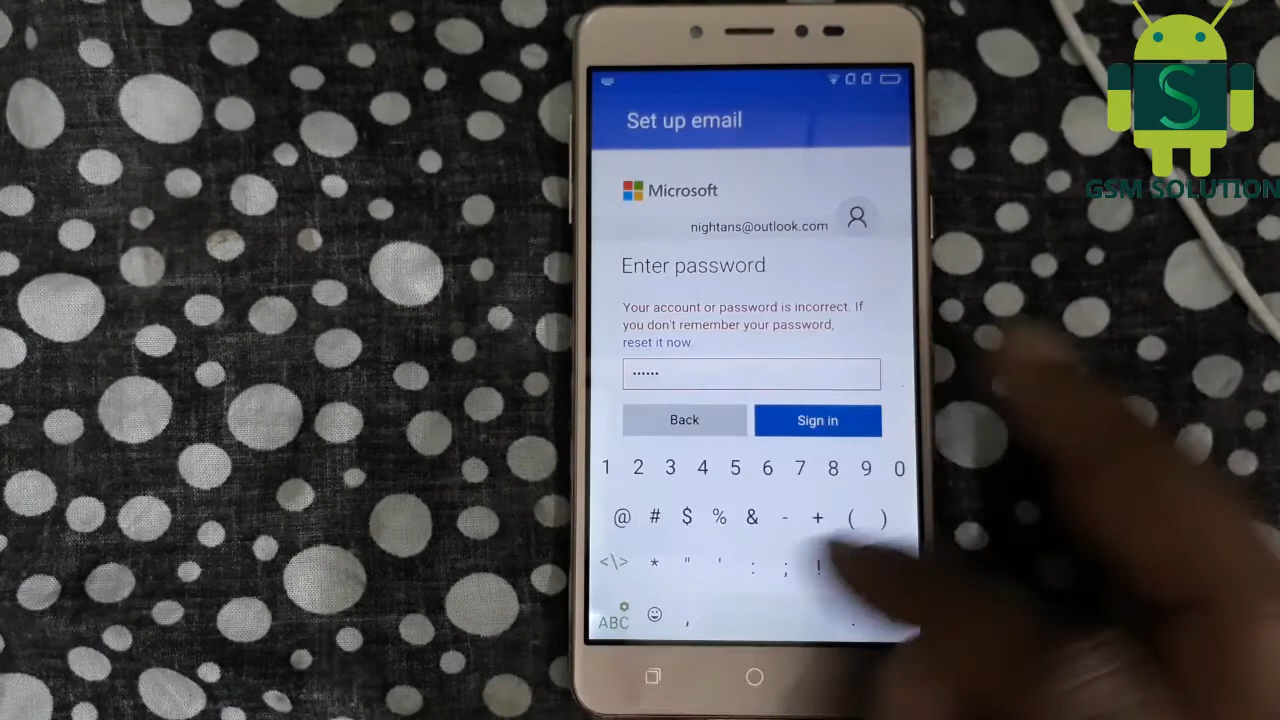 Set up email
GSM SOLUTION
Microsoft
nightans@outlook.com
Enter password
Your account or password is incorrect. If
you don't remember your password,
reset it now.
••••••
Back Sign in
1 2 3 4 5 6 7 8 9 0
@ # $ % & - + ( )
<\> * " ' : ; !
ABC , .